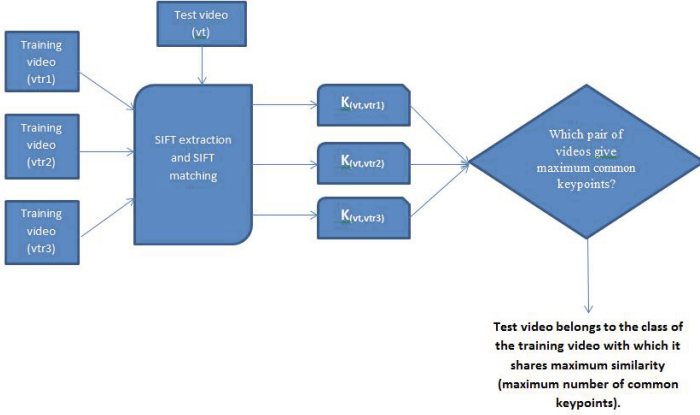 Test video
(vt)
Training
video
(vtr1)
Training
video
(vtr2)
Training
video
(vtr3)
SIFT extraction
and SIFT
matching
K(vt,vtr1)
K(vt,vtr2)
K(vt,vtr3)
Which pair of
videos give
maximum common
keypoints?
Test video belongs to the class of
the training video with which it
shares maximum similarity
(maximum number of common
keypoints).